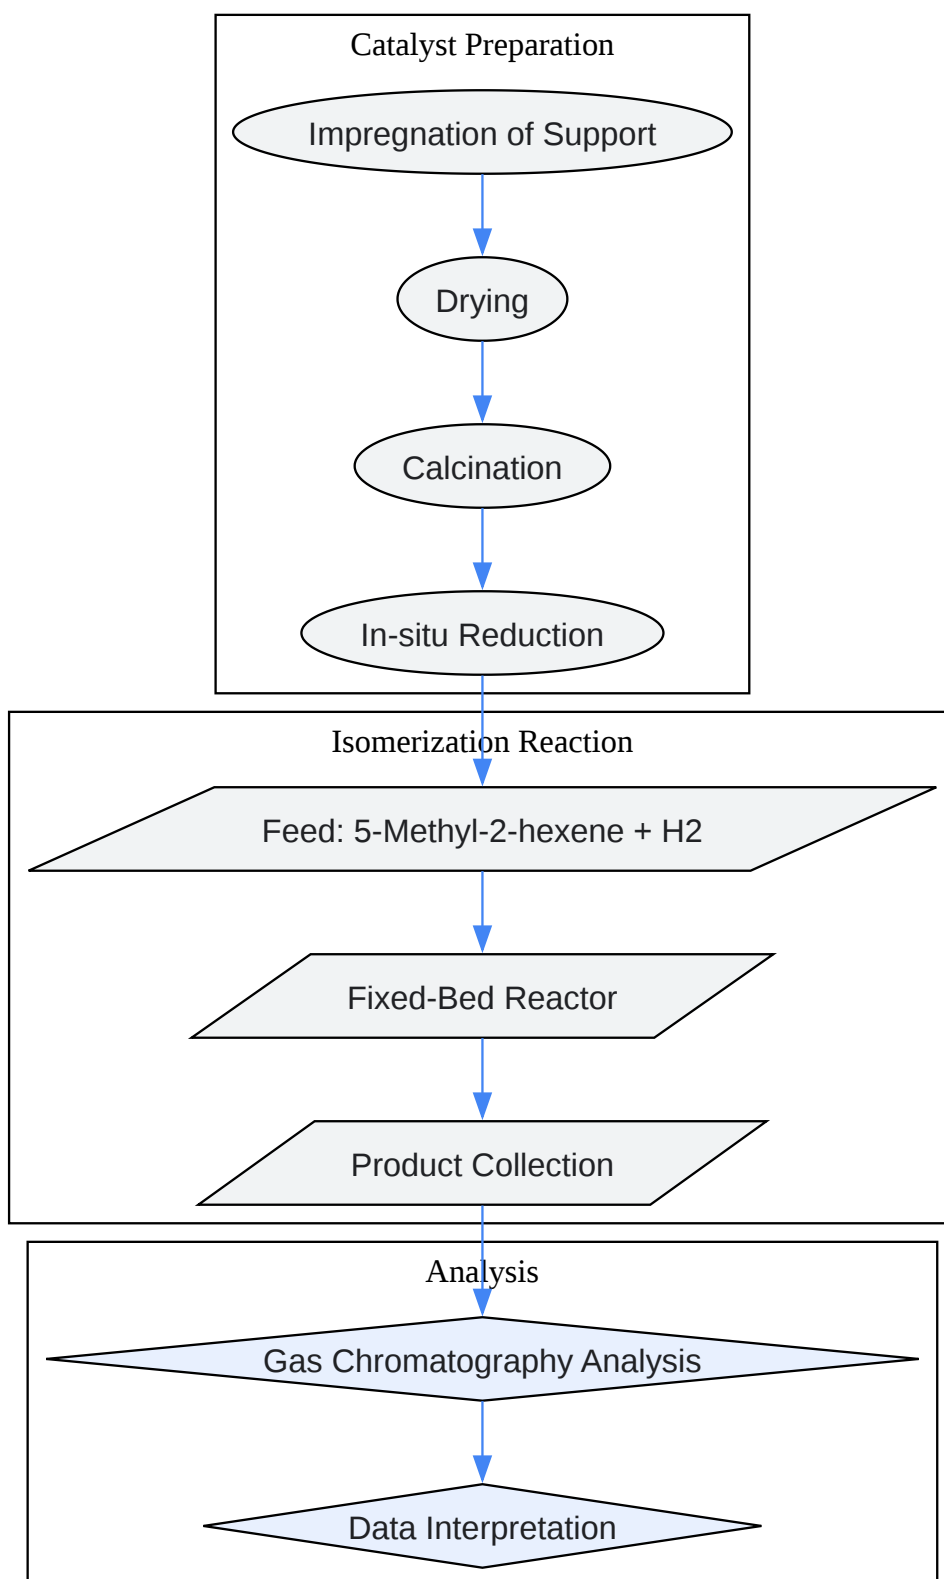 Catalyst Preparation
Impregnation of Support
Drying
Calcination
In-situ Reduction
Isomerization Reaction
Feed: 5-Methyl-2-hexene + H2
Fixed-Bed Reactor
Product Collection
Analysis
Gas Chromatography Analysis
Data Interpretation